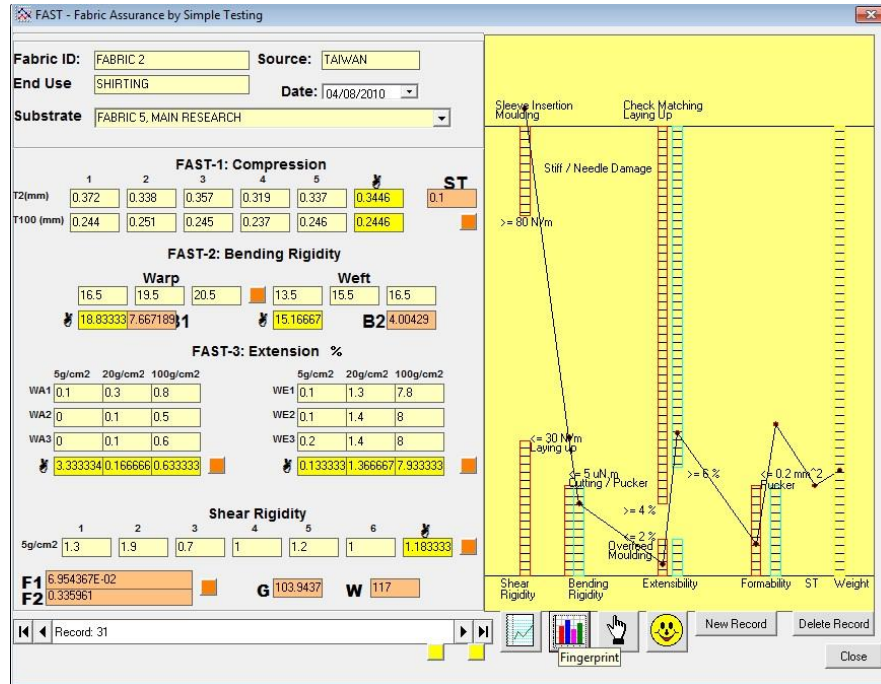 FAST - Fabric Assurance by Simple Testing
Fabric ID: FABRIC 2 Source: TAIWAN
End Use SHIRTING Date: 04/08/2010
Substrate FABRIC 5, MAIN RESEARCH
FAST-1: Compression
1 2 3 4 5 ST
T2(mm) 0.372 0.338 0.357 0.319 0.337 0.3446 0.1
T100 (mm) 0.244 0.251 0.245 0.237 0.246 0.2446
FAST-2: Bending Rigidity
Warp Weft
16.5 19.5 20.5 13.5 15.5 16.5
18.83333 7.667189 31 15.16667 B2 4.00429
FAST-3: Extension %
5g/cm2 20g/cm2 100g/cm2 5g/cm2 20g/cm2 100g/cm2
WA1 0.1 0.3 0.8 WE1 0.1 1.3 7.8
WA2 0 0.1 0.5 WE2 0.1 1.4 8
WA3 0 0.1 0.6 WE3 0.2 1.4 8
3.333334 0.166666 0.633333 0.133333 1.366667 7.933333
Shear Rigidity
1 2 3 4 5 6
5g/cm2 1.3 1.9 0.7 1 1.2 1 1.183333
F1 6.954367E-02
F2 0.335961
G 103.9437 W 117
Record: 31
Sleeve Insertion
Moulding
Check Matching
Laying Up
Stiff / Needle Damage
>= 80 N/m
<= 30 N/m
Laying up
<= 5 uN.m
Cutting / Pucker
>= 6 %
<= 0.2 mm^2
Pucker
>= 4 %
<= 2 %
Overfeed
Moulding
Shear Rigidity
Bending Rigidity
Extensibility
Formability
ST
Weight
New Record
Delete Record
Fingerprint
Close